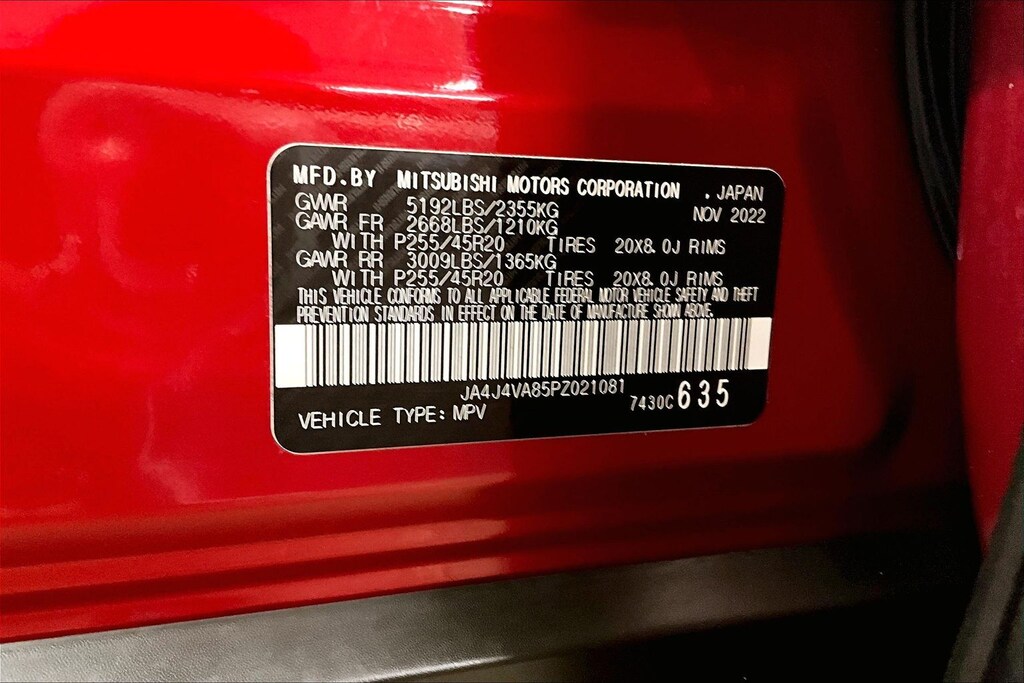 MFD.BY MITSUBISHI MOTORS CORPORATION . JAPAN
GVWR 5192LBS/2355KG NOV 2022
GAWR FR 2668LBS/1210KG
WITH P255/45R20 TIRES 20X8.0J RIMS
GAWR RR 3009LBS/1365KG
WITH P255/45R20 TIRES 20X8.0J RIMS
THIS VEHICLE CONFORMS TO ALL APPLICABLE FEDERAL MOTOR VEHICLE SAFETY AND THEFT
PREVENTION STANDARDS IN EFFECT ON THE DATE OF MANUFACTURE SHOWN ABOVE.
JA4J4VA85PZ021081
7430C 635
VEHICLE TYPE: MPV